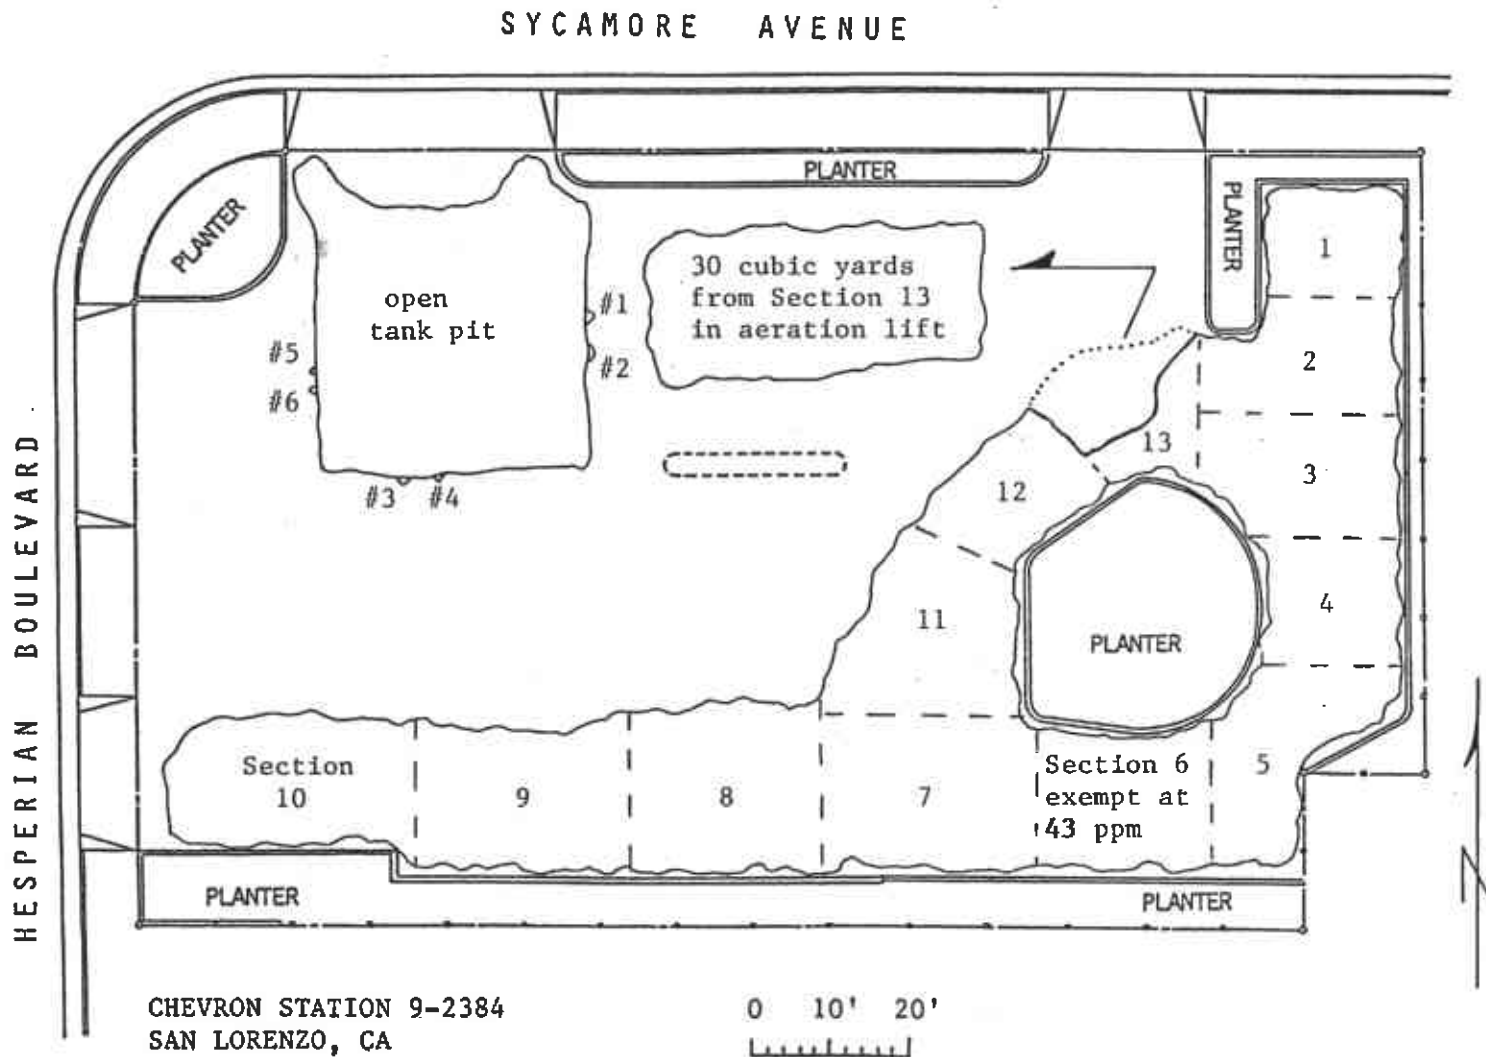 SYCAMORE AVENUE
PLANTER
PLANTER
PLANTER
1
30 cubic yards
from Section 13
in aeration lift
open
tank pit
#1
#2
#5
#6
#3
#4
2
13
3
12
4
11
PLANTER
HESPERIAN BOULEVARD
Section
10
9
8
7
Section 6
exempt at
43 ppm
5
PLANTER
PLANTER
N
CHEVRON STATION 9-2384
SAN LORENZO, CA
0 10' 20'